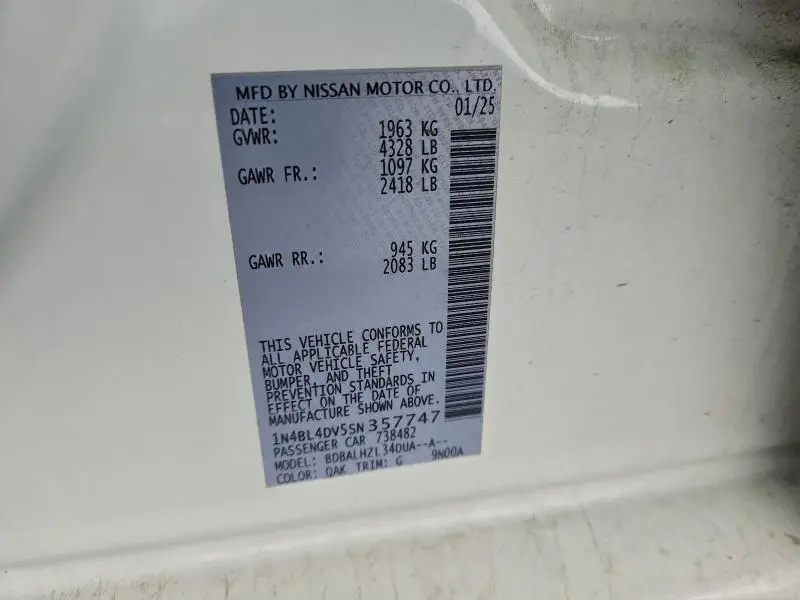 MFD BY NISSAN MOTOR CO., LTD.
DATE: 01/25
GVWR: 1963 KG
4328 LB
GAWR FR.: 1097 KG
2418 LB
GAWR RR.: 945 KG
2083 LB
THIS VEHICLE CONFORMS TO
ALL APPLICABLE FEDERAL
MOTOR VEHICLE SAFETY,
BUMPER, AND THEFT
PREVENTION STANDARDS IN
EFFECT ON THE DATE OF
MANUFACTURE SHOWN ABOVE.
1N4BL4DV5SN357747
PASSENGER CAR 738482
MODEL: BDBALHZL34DUA--A--
COLOR: QAK TRIM: G 9N00A